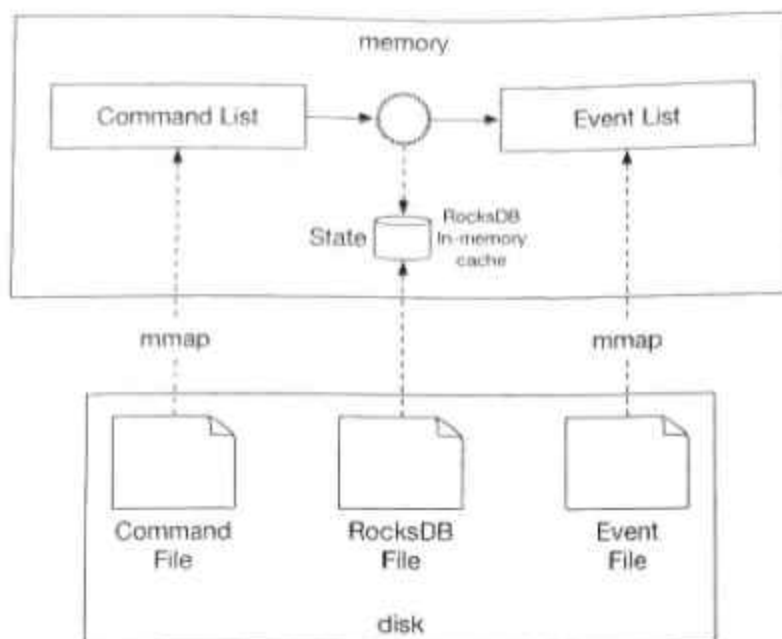 memory
Command List
Event List
State
RocksDB
In-memory
cache
mmap
mmap
Command
File
RocksDB
File
Event
File
disk